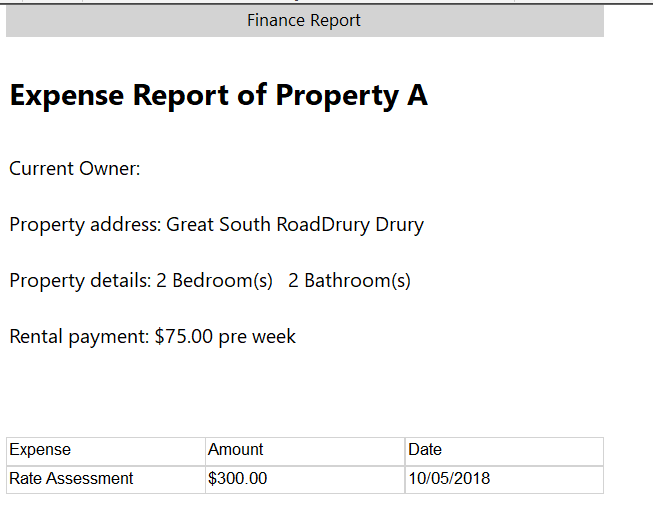 Finance Report
Expense Report of Property A
Current Owner:
Property address: Great South RoadDrury Drury
Property details: 2 Bedroom(s)   2 Bathroom(s)
Rental payment: $75.00 pre week
Expense Amount Date
Rate Assessment $300.00 10/05/2018